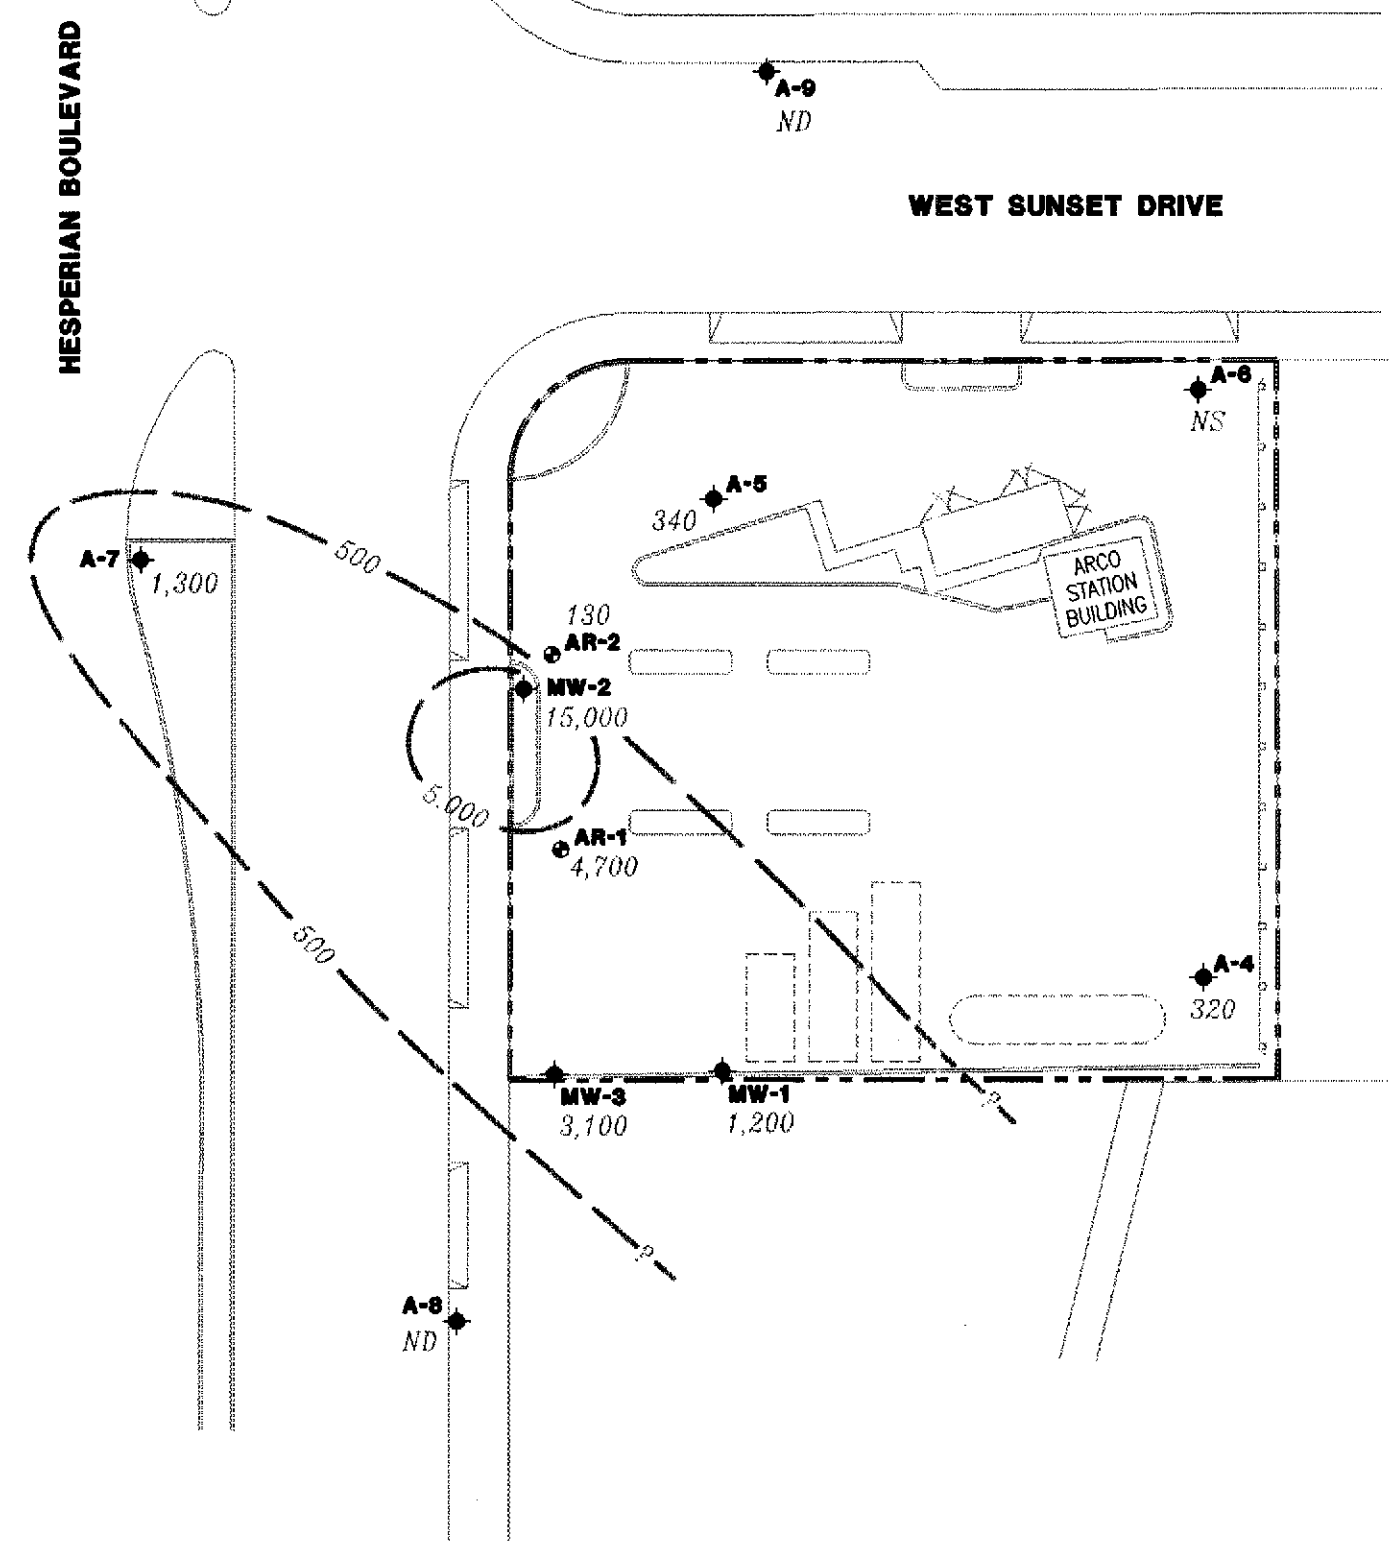 HESPERIAN BOULEVARD
A-9
ND
WEST SUNSET DRIVE
A-6
NS
A-5
340
ARCO
STATION
BUILDING
500
A-7
1,300
130
AR-2
MW-2
15,000
5,000
AR-1
4,700
500
A-4
320
MW-3
3,100
MW-1
1,200
?
?
A-8
ND